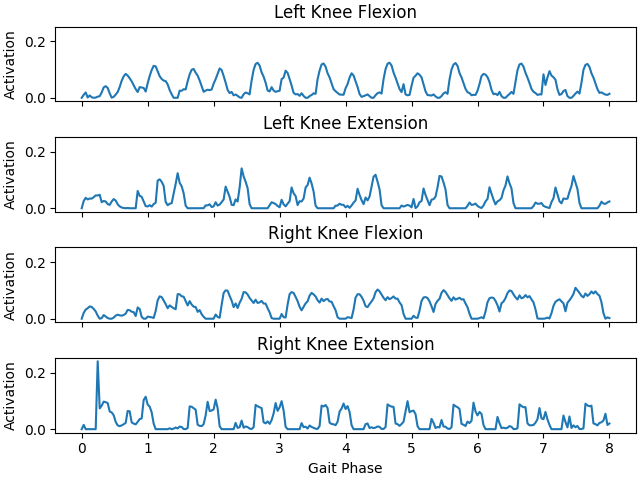 Left Knee Flexion
Activation
0.2
0.0
Left Knee Extension
Activation
0.2
0.0
Right Knee Flexion
Activation
0.2
0.0
Right Knee Extension
Activation
0.2
0.0
0 1 2 3 4 5 6 7 8
Gait Phase